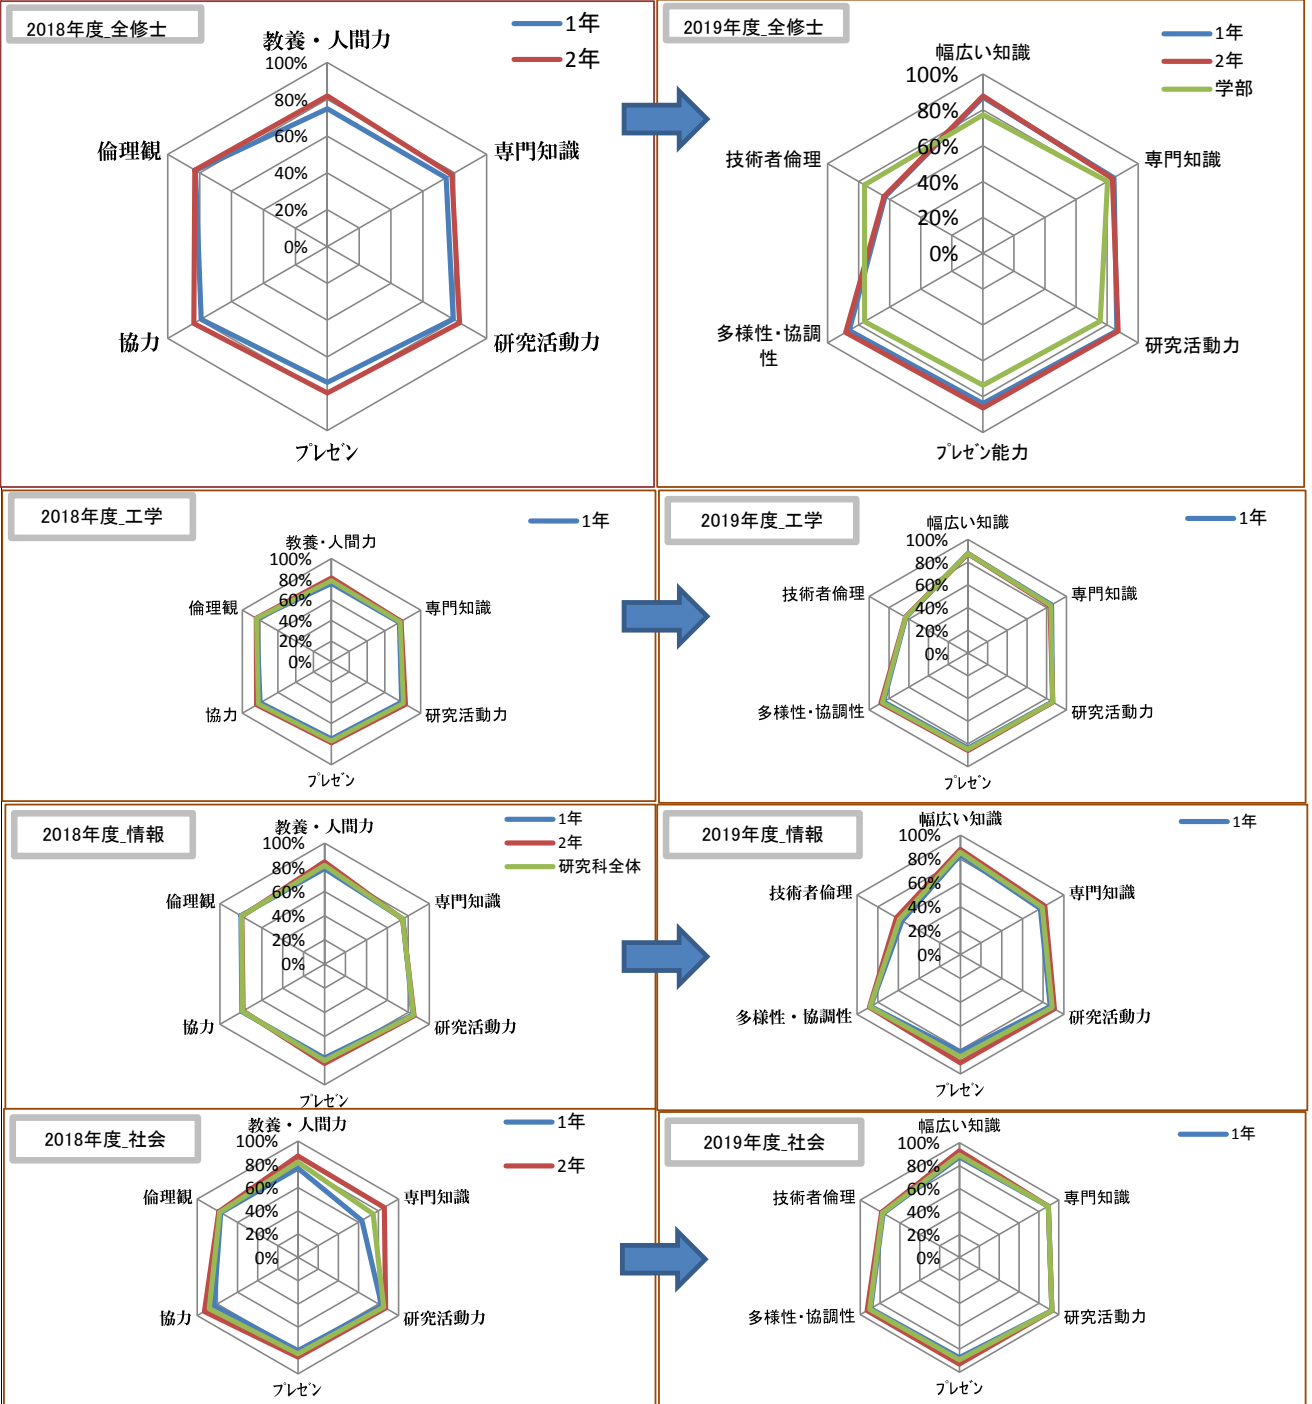 2018年度_全修士
1年
2年
教養・人間力
100%
80%
60%
40%
20%
0%
専門知識
研究活動力
プレゼン
協力
倫理観
2019年度_全修士
1年
2年
学部
幅広い知識
100%
80%
60%
40%
20%
0%
専門知識
研究活動力
プレゼン能力
多様性・協調
性
技術者倫理
2018年度_工学
1年
教養・人間力
100%
80%
60%
40%
20%
0%
専門知識
研究活動力
プレゼン
協力
倫理観
2019年度_工学
1年
幅広い知識
100%
80%
60%
40%
20%
0%
専門知識
研究活動力
プレゼン
多様性・協調性
技術者倫理
2018年度_情報
1年
2年
研究科全体
教養・人間力
100%
80%
60%
40%
20%
0%
専門知識
研究活動力
プレゼン
協力
倫理観
2019年度_情報
1年
幅広い知識
100%
80%
60%
40%
20%
0%
専門知識
研究活動力
プレゼン
多様性・協調性
技術者倫理
2018年度_社会
1年
2年
教養・人間力
100%
80%
60%
40%
20%
0%
専門知識
研究活動力
プレゼン
協力
倫理観
2019年度_社会
1年
幅広い知識
100%
80%
60%
40%
20%
0%
専門知識
研究活動力
プレゼン
多様性・協調性
技術者倫理